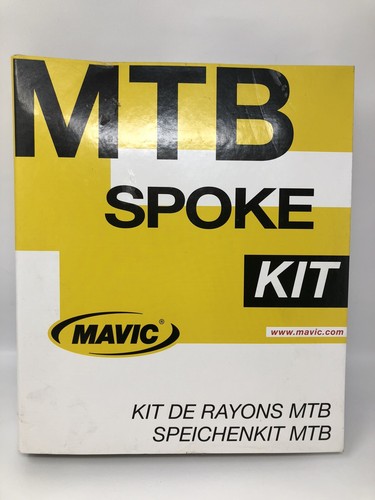 MTB
SPOKE
KIT
www.mavic.com
MAVIC®
KIT DE RAYONS MTB
SPEICHENKIT MTB